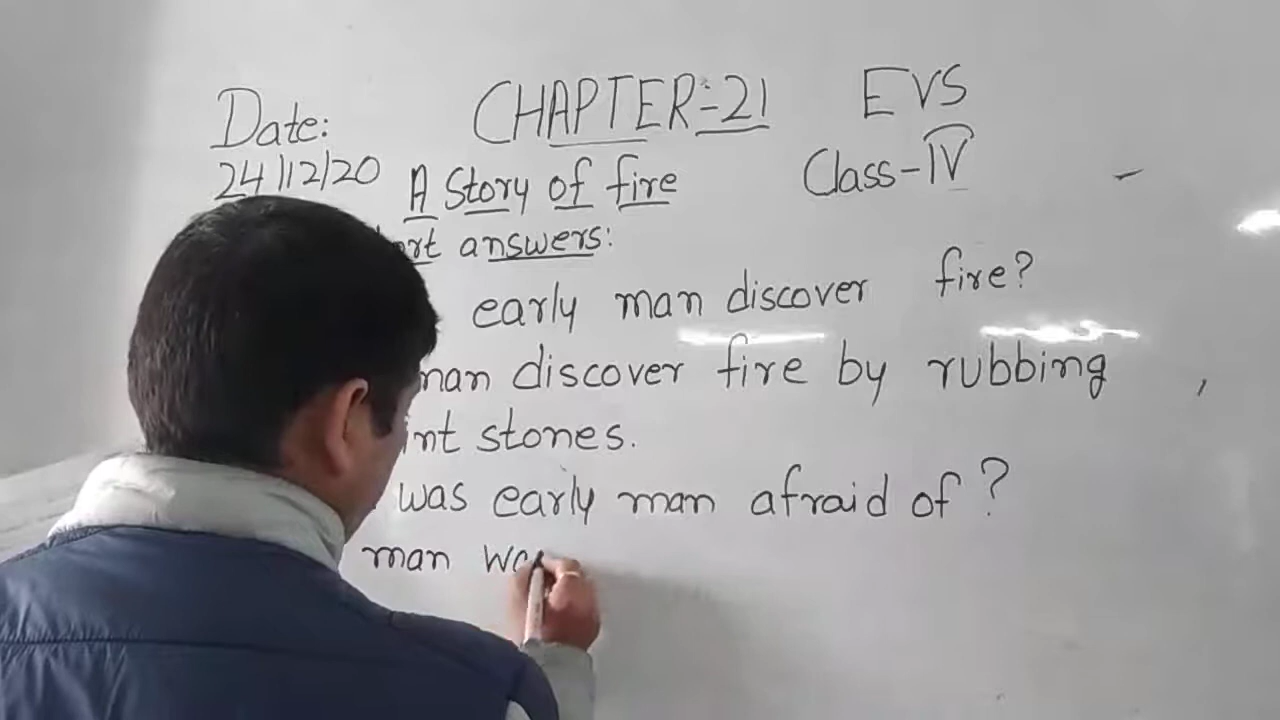 Date: CHAPTER:-21 EVS
24/12/20 A Story of fire Class-IV
answers:
early man discover fire?
man discover fire by rubbing
stones.
was early man afraid of ?
man